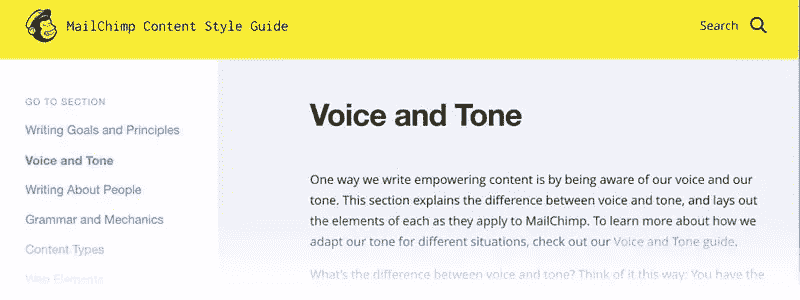 MailChimp Content Style Guide
Search
GO TO SECTION
Writing Goals and Principles
Voice and Tone
Writing About People
Grammar and Mechanics
Content Types
Web Elements
Voice and Tone
One way we write empowering content is by being aware of our voice and our
tone. This section explains the difference between voice and tone, and lays out
the elements of each as they apply to MailChimp. To learn more about how we
adapt our tone for different situations, check out our Voice and Tone guide.
What's the difference between voice and tone? Think of it this way: You have the